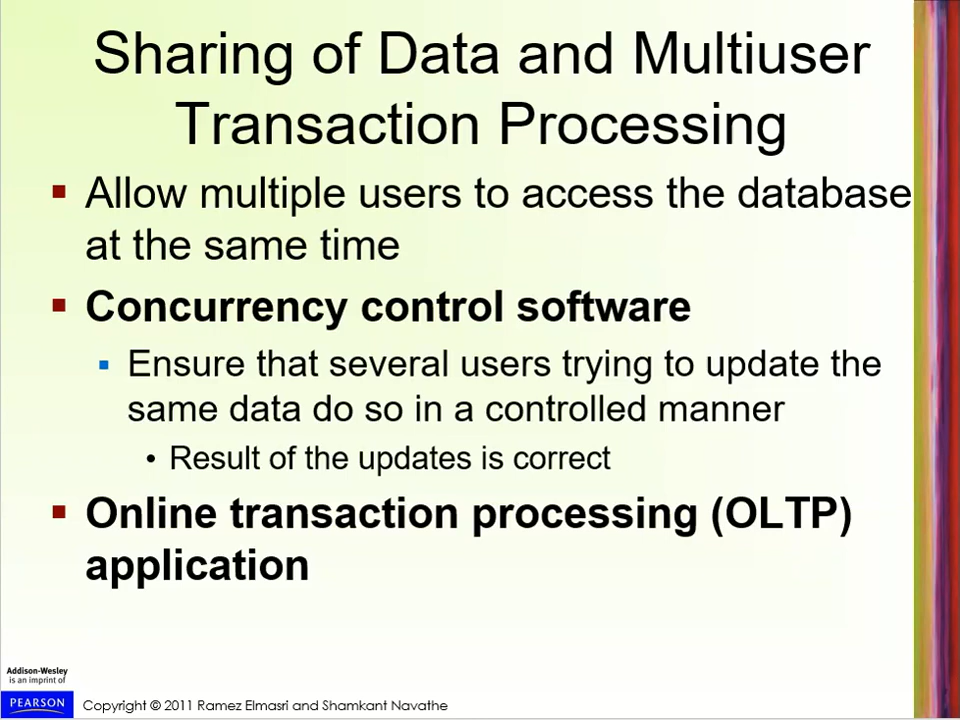 Sharing of Data and Multiuser
Transaction Processing
▪ Allow multiple users to access the database
at the same time
▪ Concurrency control software
▪ Ensure that several users trying to update the
same data do so in a controlled manner
• Result of the updates is correct
▪ Online transaction processing (OLTP)
application
Addison-Wesley
is an imprint of
PEARSON
Copyright © 2011 Ramez Elmasri and Shamkant Navathe